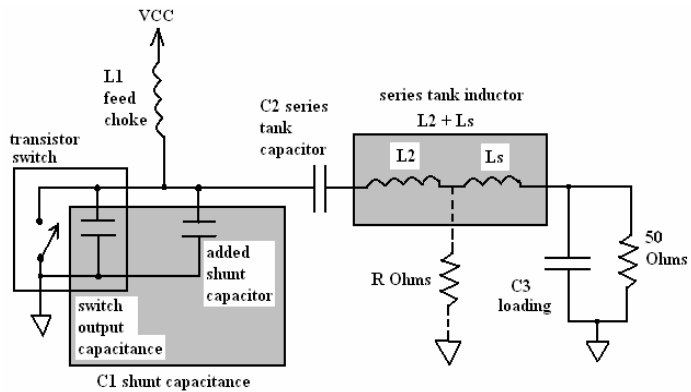 VCC
L1
feed
choke
transistor
switch
C2 series
tank
capacitor
series tank inductor
L2 + Ls
L2
Ls
added
shunt
capacitor
switch
output
capacitance
C1 shunt capacitance
R Ohms
C3
loading
50
Ohms